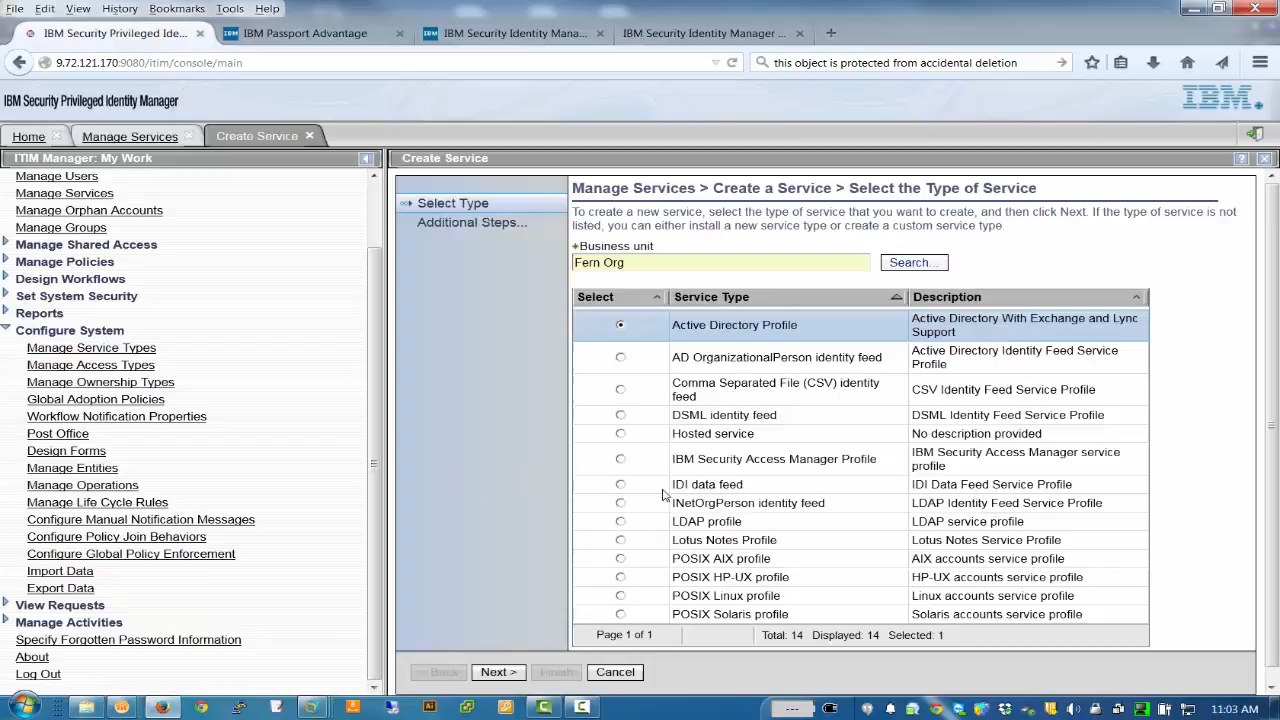 File Edit View History Bookmarks Tools Help
IBM Security Privileged Ide... × IBM Passport Advantage × IBM Security Identity Mana... × IBM Security Identity Manager ... × +
9.72.121.170:9080/itim/console/main this object is protected from accidental deletion
IBM Security Privileged Identity Manager IBM.
Home Manage Services Create Service ×
ITIM Manager: My Work
Manage Users
Manage Services
Manage Orphan Accounts
Manage Groups
Manage Shared Access
Manage Policies
Design Workflows
Set System Security
Reports
Configure System
Manage Service Types
Manage Access Types
Manage Ownership Types
Global Adoption Policies
Workflow Notification Properties
Post Office
Design Forms
Manage Entities
Manage Operations
Manage Life Cycle Rules
Configure Manual Notification Messages
Configure Policy Join Behaviors
Configure Global Policy Enforcement
Import Data
Export Data
View Requests
Manage Activities
Specify Forgotten Password Information
About
Log Out
Create Service ?
Select Type
Additional Steps...
Manage Services > Create a Service > Select the Type of Service
To create a new service, select the type of service that you want to create, and then click Next. If the type of service is not
listed, you can either install a new service type or create a custom service type.
Business unit
Fern Org Search...
Select Service Type Description
Active Directory Profile Active Directory With Exchange and Lync
Support
AD OrganizationalPerson identity feed Active Directory Identity Feed Service
Profile
Comma Separated File (CSV) identity
feed CSV Identity Feed Service Profile
DSML identity feed DSML Identity Feed Service Profile
Hosted service No description provided
IBM Security Access Manager Profile IBM Security Access Manager service
profile
IDI data feed IDI Data Feed Service Profile
INetOrgPerson identity feed LDAP Identity Feed Service Profile
LDAP profile LDAP service profile
Lotus Notes Profile Lotus Notes Service Profile
POSIX AIX profile AIX accounts service profile
POSIX HP-UX profile HP-UX accounts service profile
POSIX Linux profile Linux accounts service profile
POSIX Solaris profile Solaris accounts service profile
Page 1 of 1 Total: 14 Displayed: 14 Selected: 1
< Back Next > Finish Cancel
11:03 AM